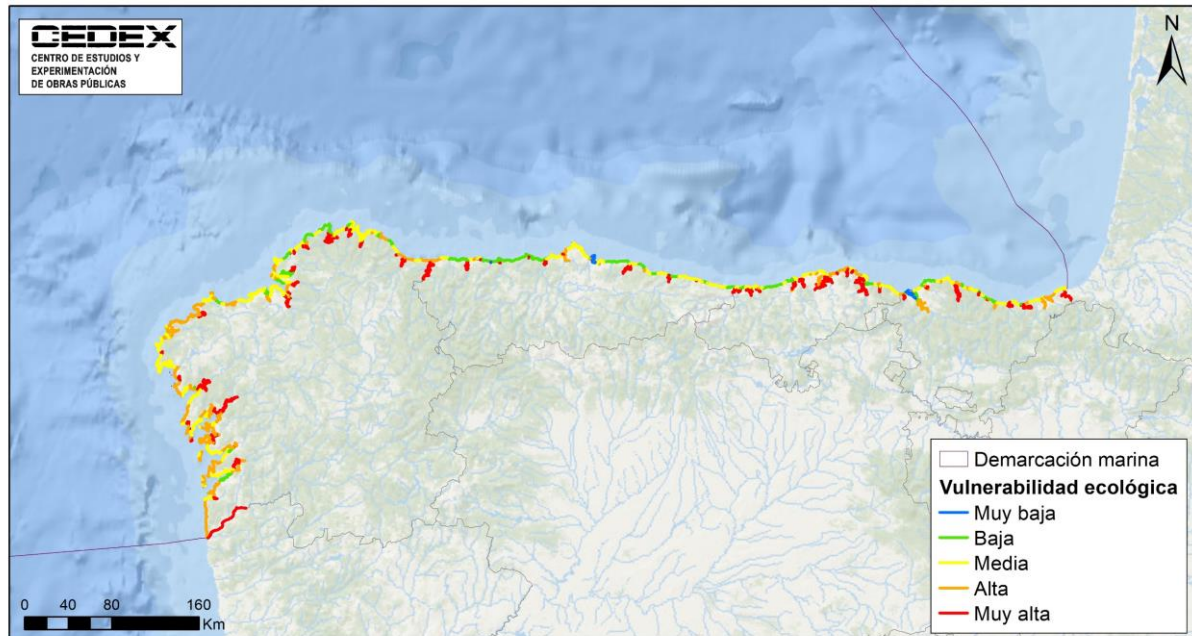 CEDEX
CENTRO DE ESTUDIOS Y
EXPERIMENTACIÓN
DE OBRAS PÚBLICAS
N
Demarcación marina
Vulnerabilidad ecológica
Muy baja
Baja
Media
Alta
Muy alta
0 40 80 160
Km